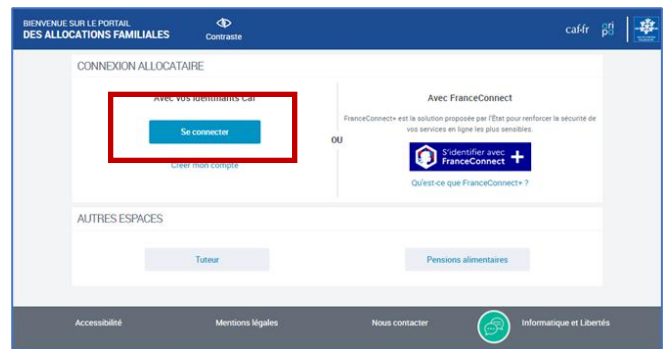 BIENVENUE SUR LE PORTAIL
DES ALLOCATIONS FAMILIALES
Contraste
caf.fr
CONNEXION ALLOCATAIRE
Avec vos identifiants Caf
Se connecter
Créer mon compte
OU
Avec FranceConnect
FranceConnect+ est la solution proposée par l'État pour renforcer la sécurité de
vos services en ligne les plus sensibles.
S'identifier avec
FranceConnect +
Qu'est-ce que FranceConnect+ ?
AUTRES ESPACES
Tuteur
Pensions alimentaires
Accessibilité
Mentions légales
Nous contacter
Informatique et Libertés